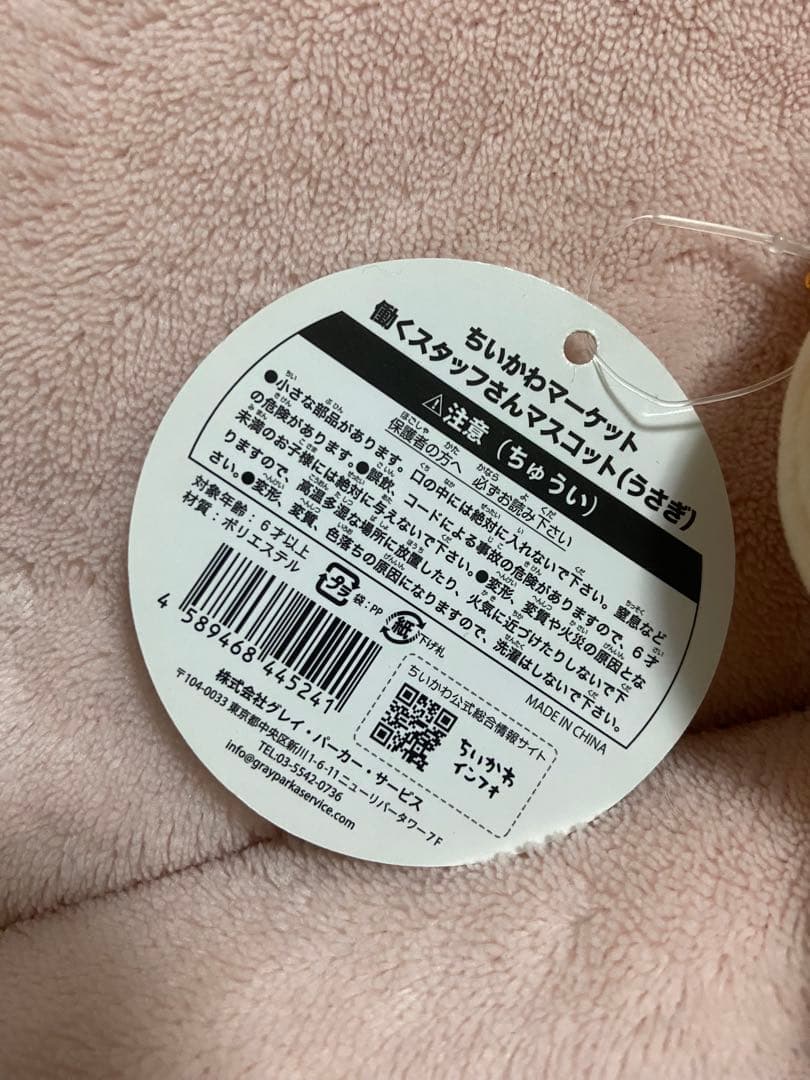 ちいかわマーケット
働くスタッフさんマスコット(うさぎ)
⚠注意(ちゅうい)
保護者の方へ 必ずお読み下さい
●小さな部品があります。口の中には絶対に入れないで下さい。窒息など
の危険があります。●誤飲、コードによる事故の危険がありますので、6才
未満のお子様には絶対に与えないで下さい。●変形、変質や火災の原因とな
りますので、高温多湿な場所に放置したり、火気に近づけたりしないで下
さい。●変形、変質、色落ちの原因になりますので、洗濯はしないで下さい。
対象年齢:6才以上
材質:ポリエステル
MADE IN CHINA
プラ
袋:PP
紙
下げ札
4 589468 445241
ちいかわ公式総合情報サイト
ちいかわ
インフォ
株式会社グレイ・パーカー・サービス
〒104-0033 東京都中央区新川1-6-11ニューリバータワー7F
TEL:03-5542-0736
info@grayparkaservice.com